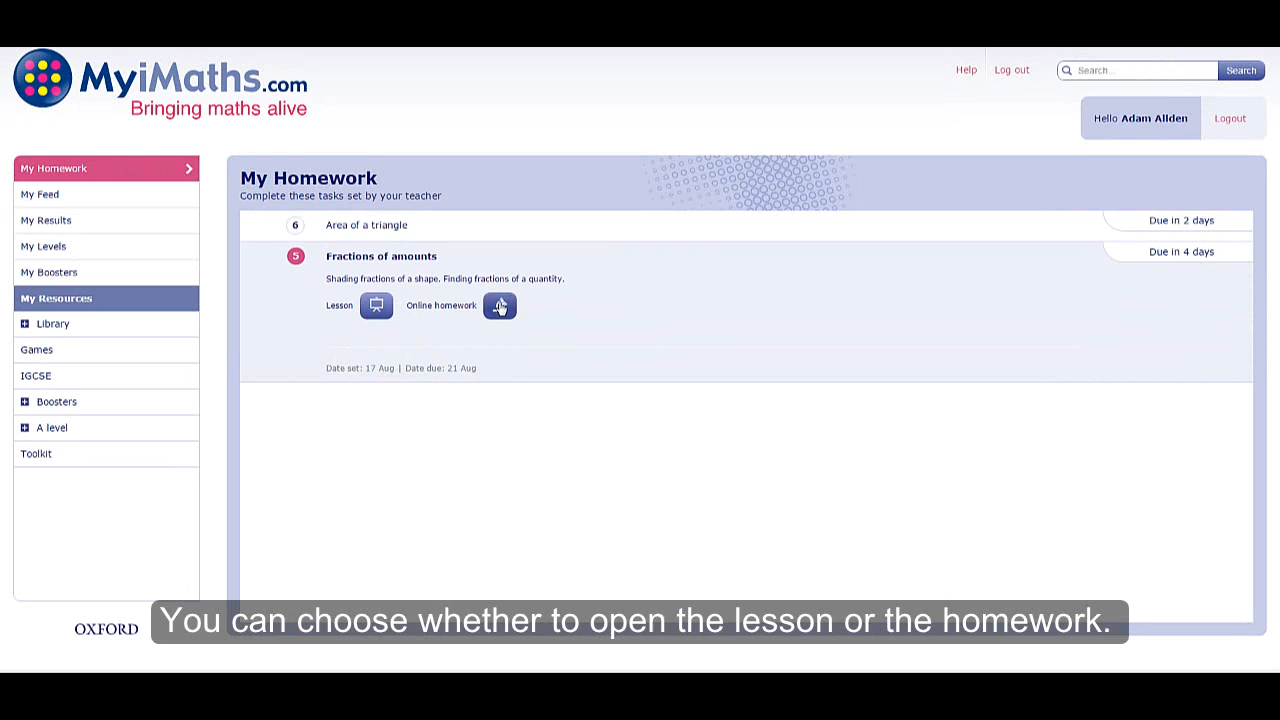 MyiMaths.com
Bringing maths alive
Help
Log out
Search...
Search
Hello Adam Allden
Logout
My Homework
My Feed
My Results
My Levels
My Boosters
My Resources
Library
Games
IGCSE
Boosters
A level
Toolkit
My Homework
Complete these tasks set by your teacher
6 Area of a triangle Due in 2 days
5 Fractions of amounts Due in 4 days
Shading fractions of a shape. Finding fractions of a quantity.
Lesson Online homework
Date set: 17 Aug | Date due: 21 Aug
OXFORD
You can choose whether to open the lesson or the homework.